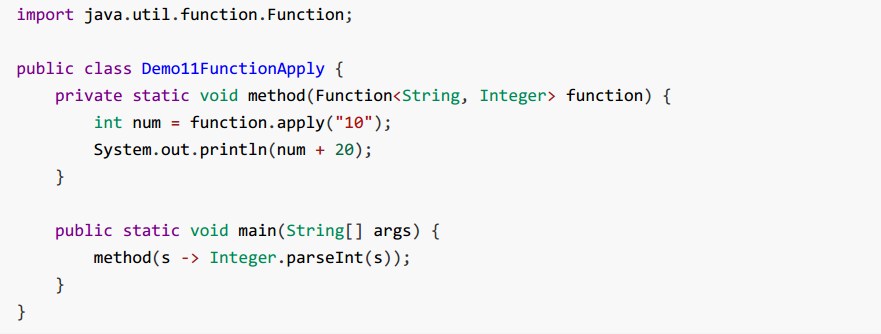 import java.util.function.Function;

public class Demo11FunctionApply {
    private static void method(Function<String, Integer> function) {
        int num = function.apply("10");
        System.out.println(num + 20);
    }

    public static void main(String[] args) {
        method(s -> Integer.parseInt(s));
    }
}